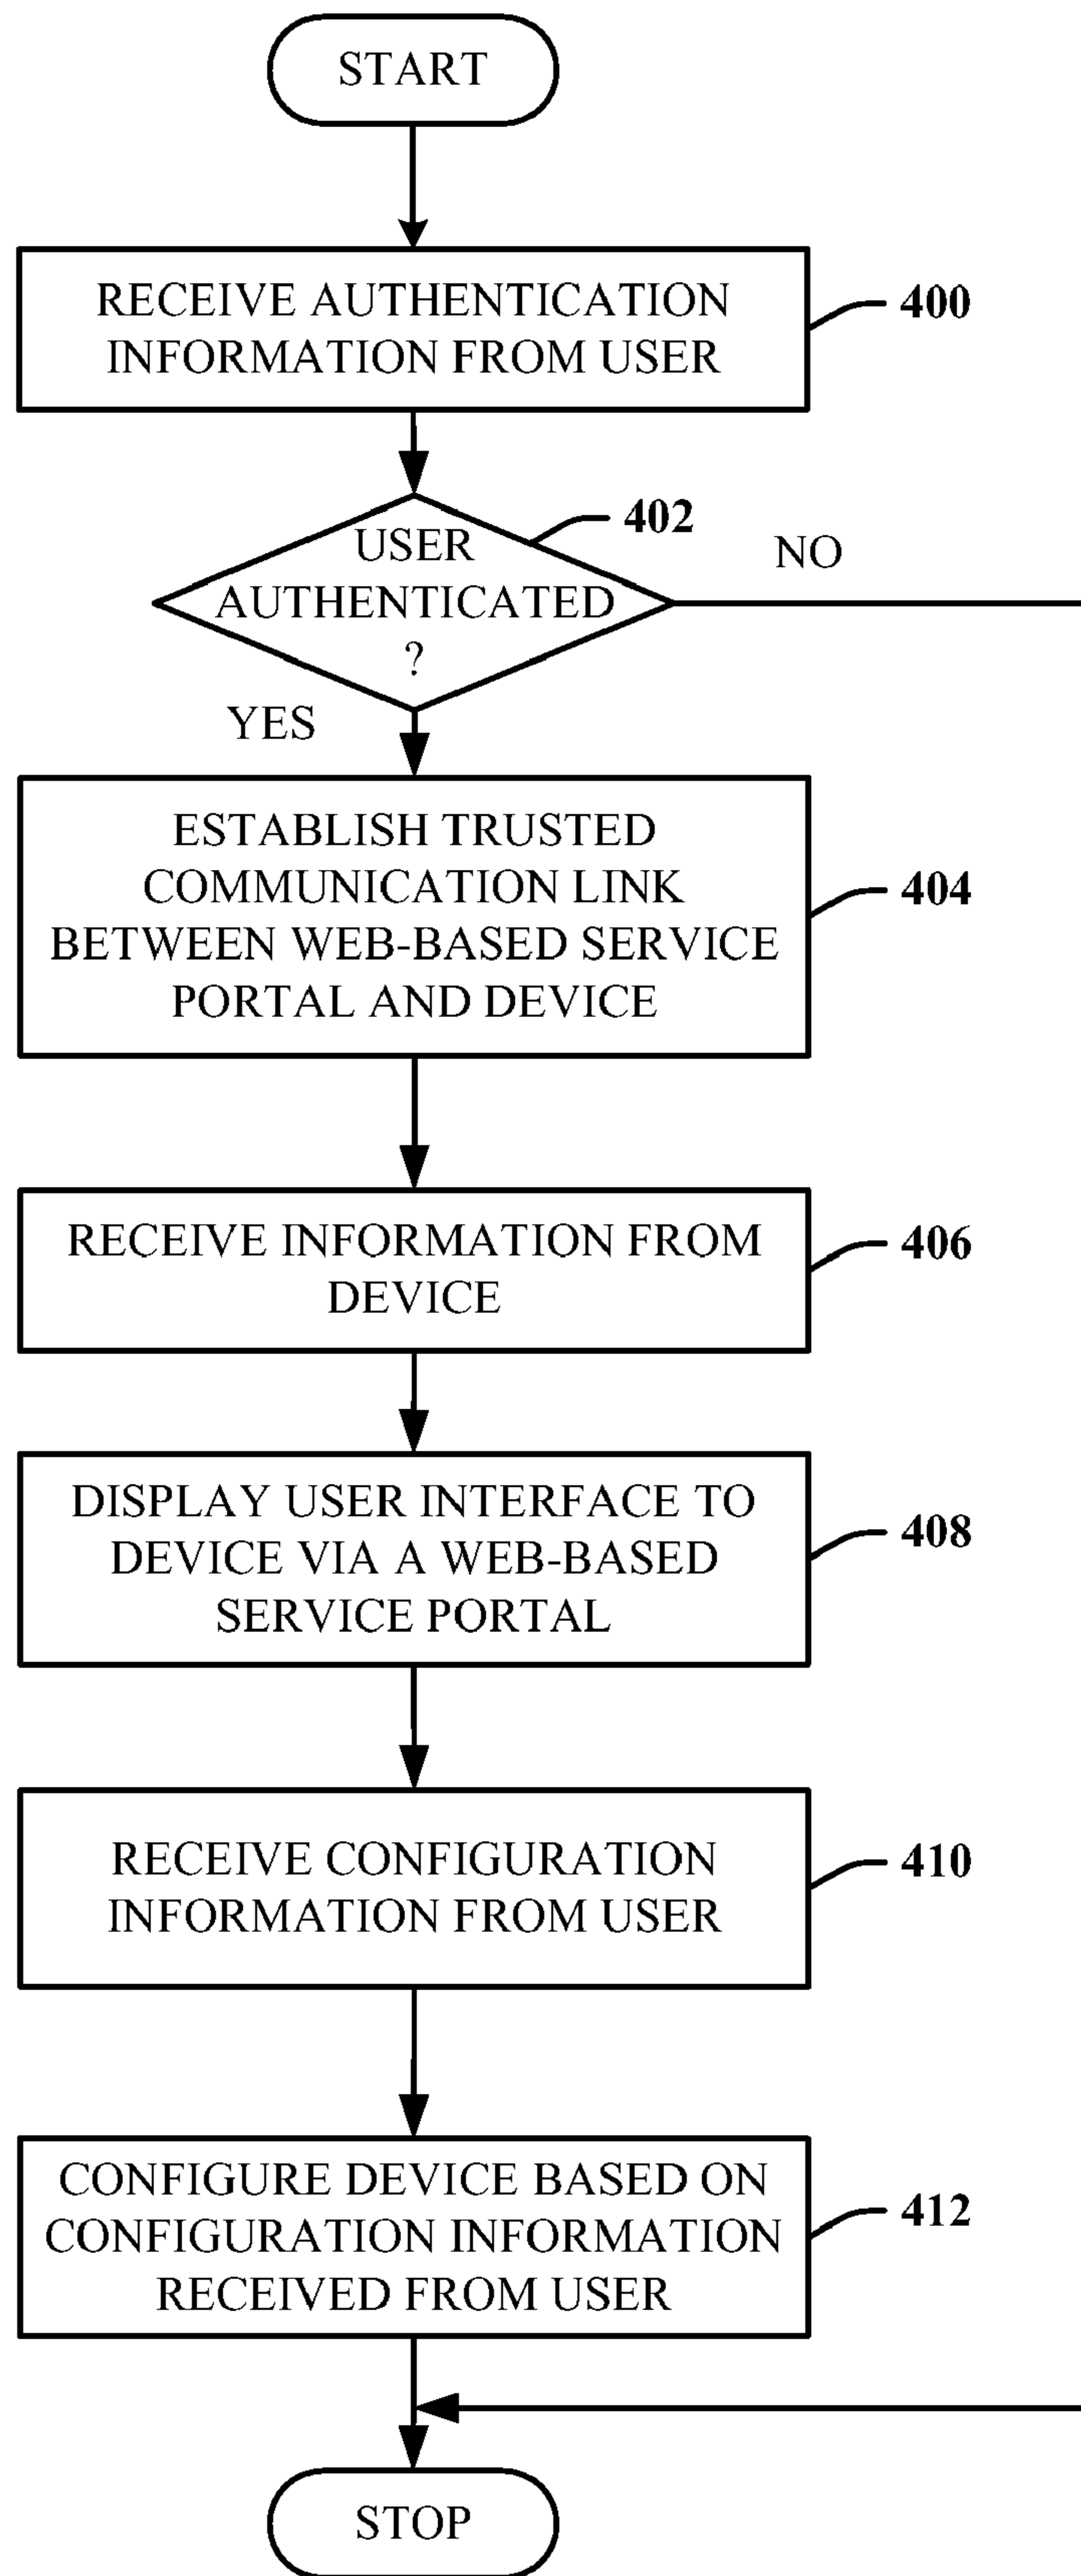 START
RECEIVE AUTHENTICATION
INFORMATION FROM USER
400
402
USER
AUTHENTICATED
?
NO
YES
ESTABLISH TRUSTED
COMMUNICATION LINK
BETWEEN WEB-BASED SERVICE
PORTAL AND DEVICE
404
RECEIVE INFORMATION FROM
DEVICE
406
DISPLAY USER INTERFACE TO
DEVICE VIA A WEB-BASED
SERVICE PORTAL
408
RECEIVE CONFIGURATION
INFORMATION FROM USER
410
CONFIGURE DEVICE BASED ON
CONFIGURATION INFORMATION
RECEIVED FROM USER
412
STOP